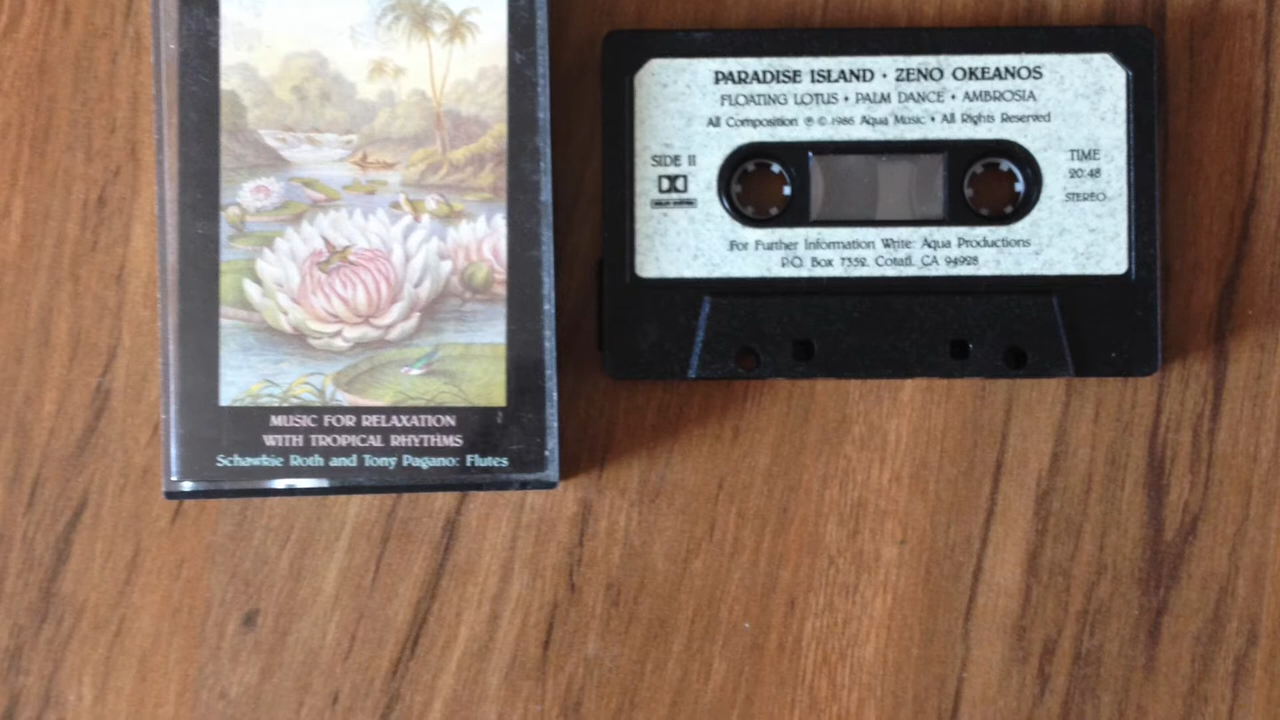 MUSIC FOR RELAXATION
WITH TROPICAL RHYTHMS
Schawkie Roth and Tony Pagano: Flutes
PARADISE ISLAND • ZENO OKEANOS
FLOATING LOTUS • PALM DANCE • AMBROSIA
All Composition ℗ © 1986 Aqua Music • All Rights Reserved
SIDE II
TIME
20:48
STEREO
For Further Information Write: Aqua Productions
P.O. Box 7352, Cotati, CA 94928